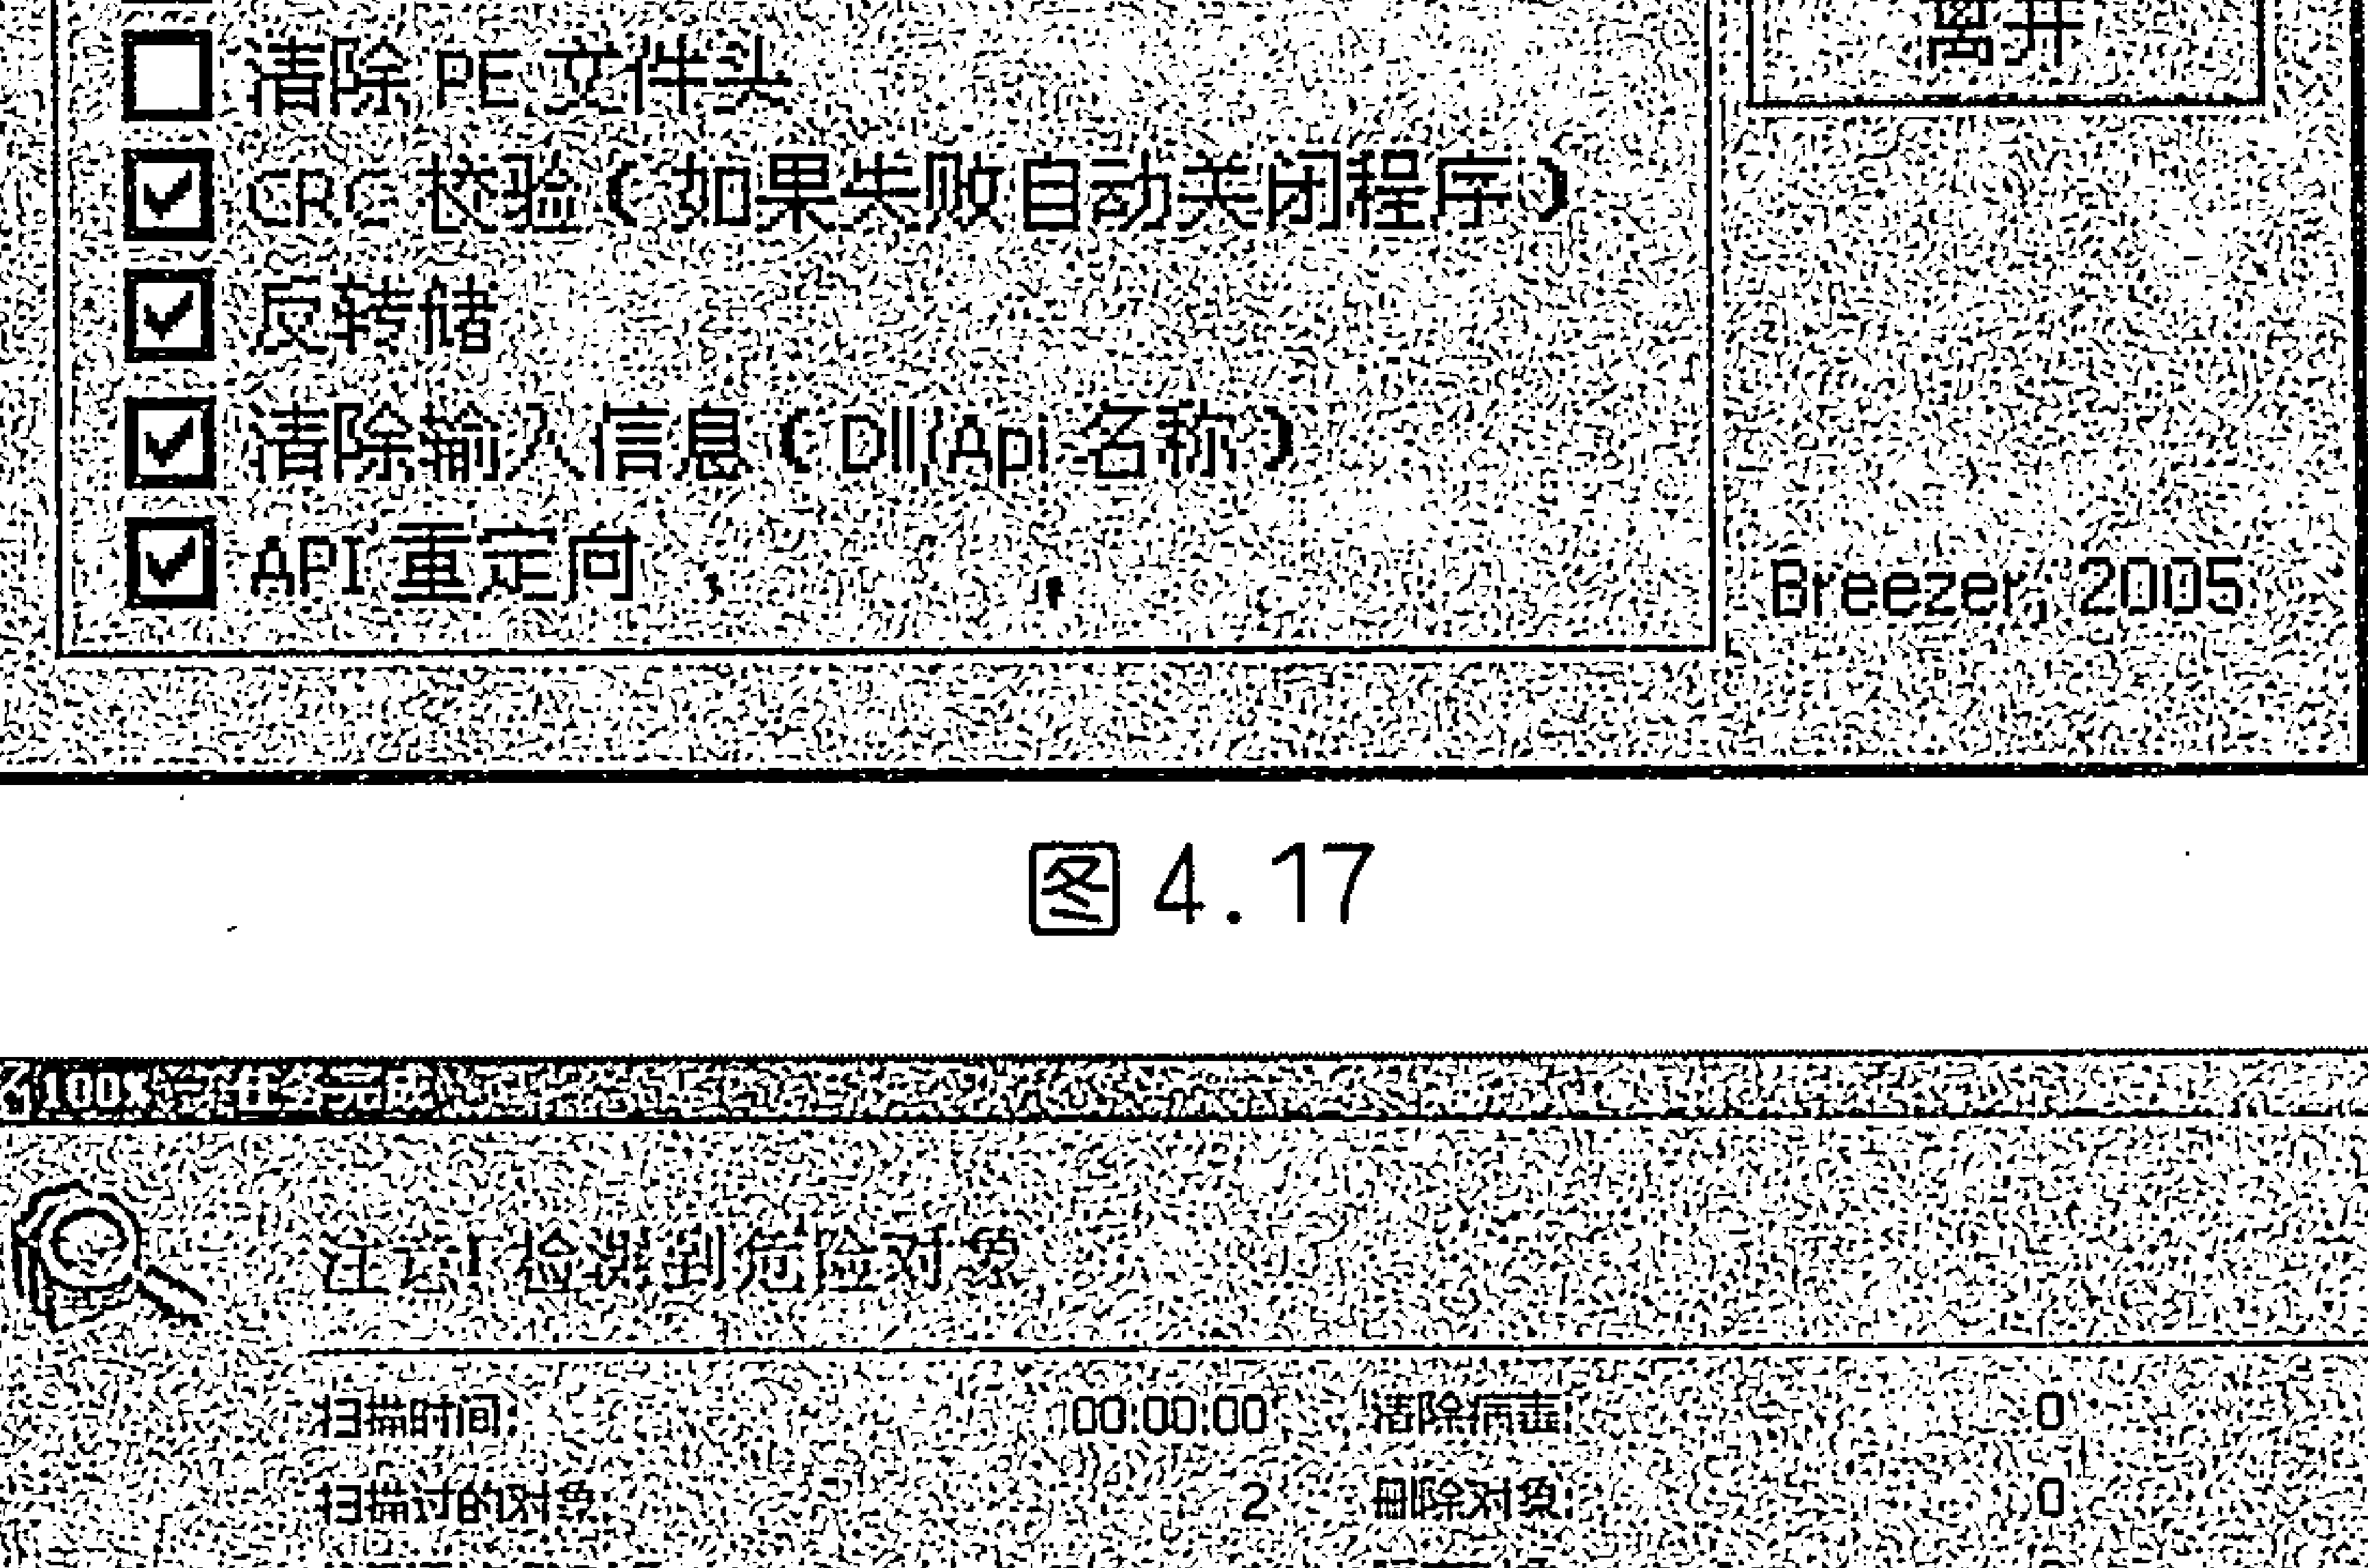 离开
清除 PE 文件头
CRC 校验(如果失败自动关闭程序)
反转储
清除输入信息(Dll/Api 名称)
API 重定向
Breezer, 2005
图 4.17
100% - 任务完成
注意! 检测到危险对象
扫描时间: 00:00:00 清除病毒: 0
扫描过的对象: 2 删除对象: 0